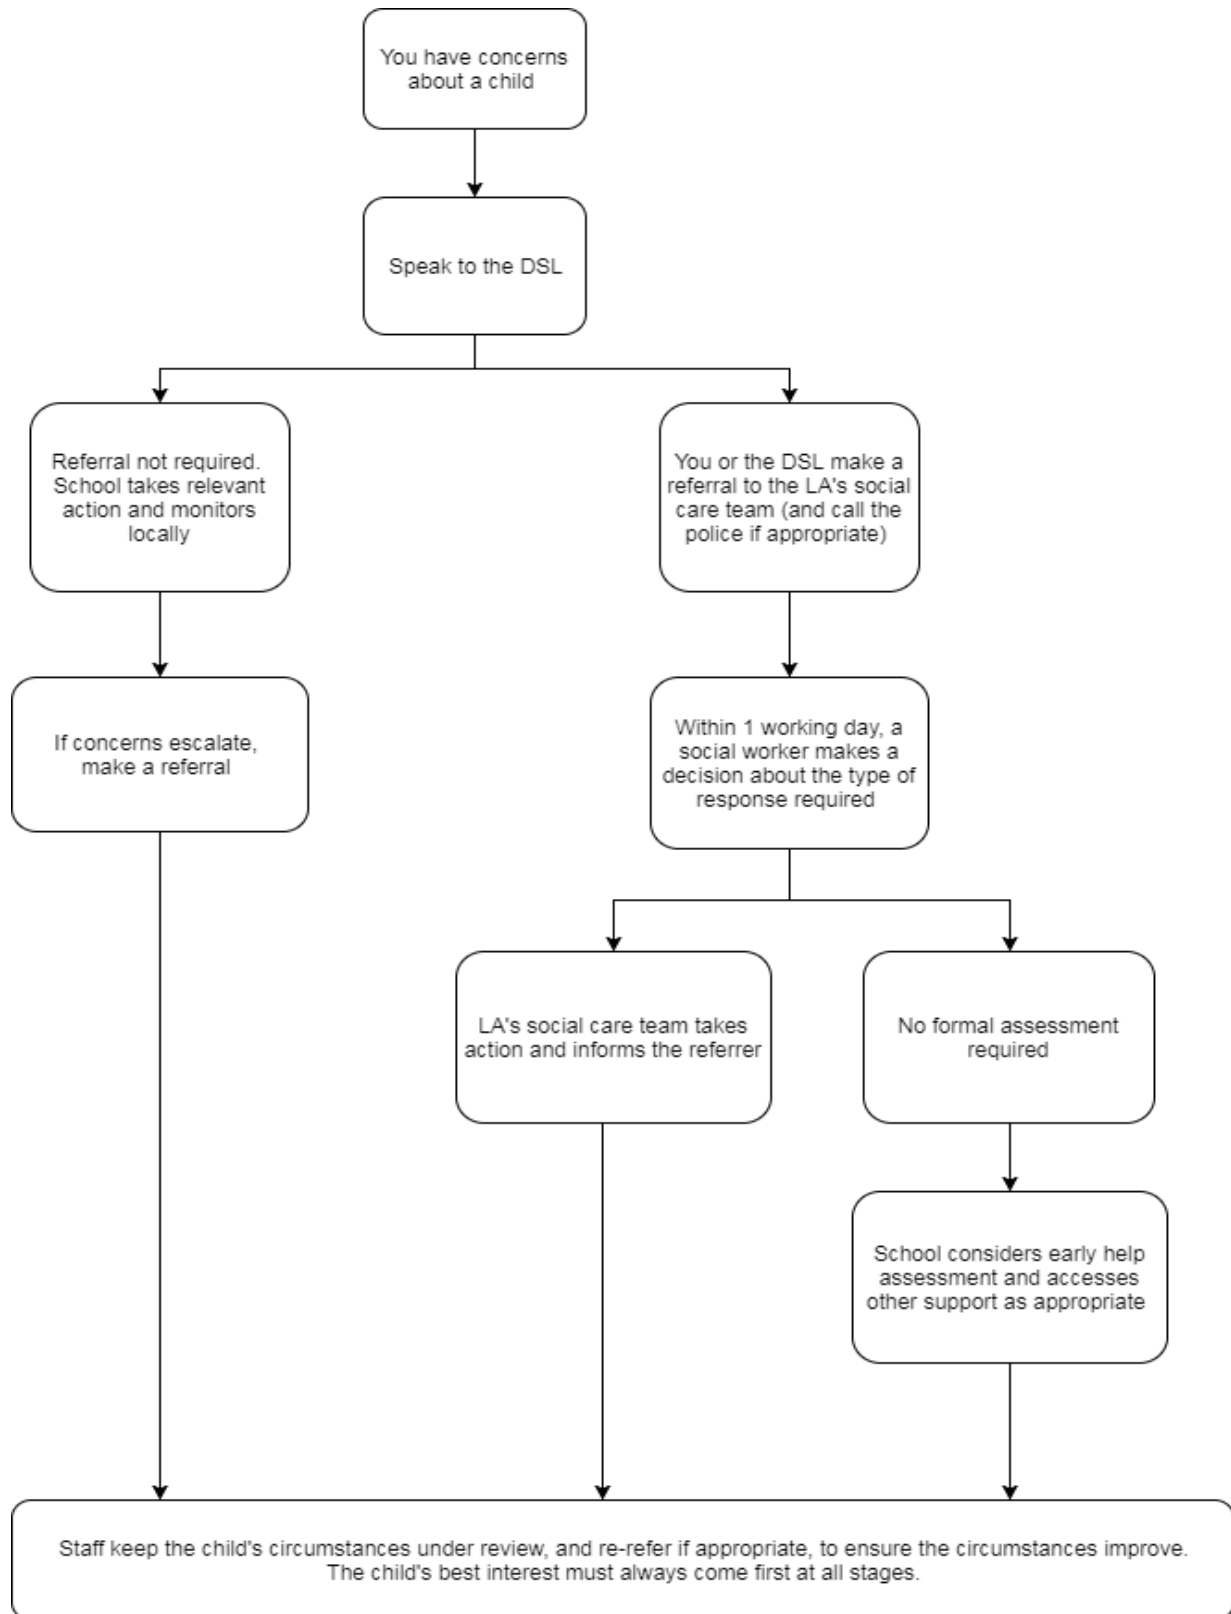 You have concerns
about a child
Speak to the DSL
Referral not required.
School takes relevant
action and monitors
locally
You or the DSL make a
referral to the LA's social
care team (and call the
police if appropriate)
If concerns escalate,
make a referral
Within 1 working day, a
social worker makes a
decision about the type of
response required
LA's social care team takes
action and informs the referrer
No formal assessment
required
School considers early help
assessment and accesses
other support as appropriate
Staff keep the child's circumstances under review, and re-refer if appropriate, to ensure the circumstances improve.
The child's best interest must always come first at all stages.